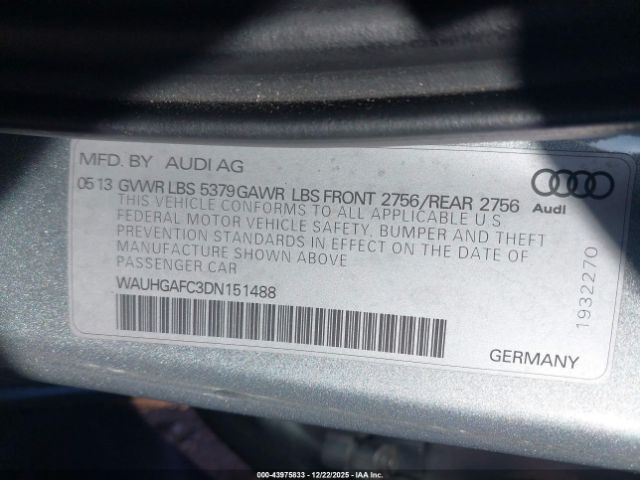 MFD. BY AUDI AG
05 13 GVWR LBS 5379 GAWR LBS FRONT 2756/REAR 2756
THIS VEHICLE CONFORMS TO ALL APPLICABLE U S
FEDERAL MOTOR VEHICLE SAFETY, BUMPER AND THEFT
PREVENTION STANDARDS IN EFFECT ON THE DATE OF
MANUFACTURE SHOWN ABOVE
PASSENGER CAR
WAUHGAFC3DN151488
Audi
1932270
GERMANY
00-43975833 - 12/22/2025 - IAA Inc.